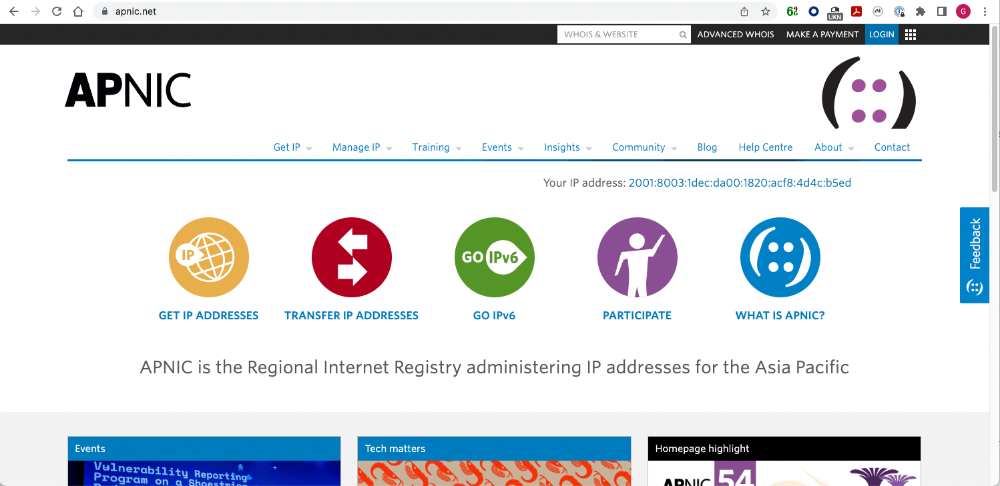 apnic.net
64
6
UKN
G
WHOIS & WEBSITE
ADVANCED WHOIS
MAKE A PAYMENT
LOGIN
APNIC
(::)
Get IP
Manage IP
Training
Events
Insights
Community
Blog
Help Centre
About
Contact
Your IP address: 2001:8003:1dec:da00:1820:acf8:4d4c:b5ed
IP
GO IPv6
GET IP ADDRESSES
TRANSFER IP ADDRESSES
GO IPv6
PARTICIPATE
WHAT IS APNIC?
Feedback
APNIC is the Regional Internet Registry administering IP addresses for the Asia Pacific
Events
Vulnerability Reporting
Program on a Shoestring
Tech matters
Homepage highlight
APNIC 54